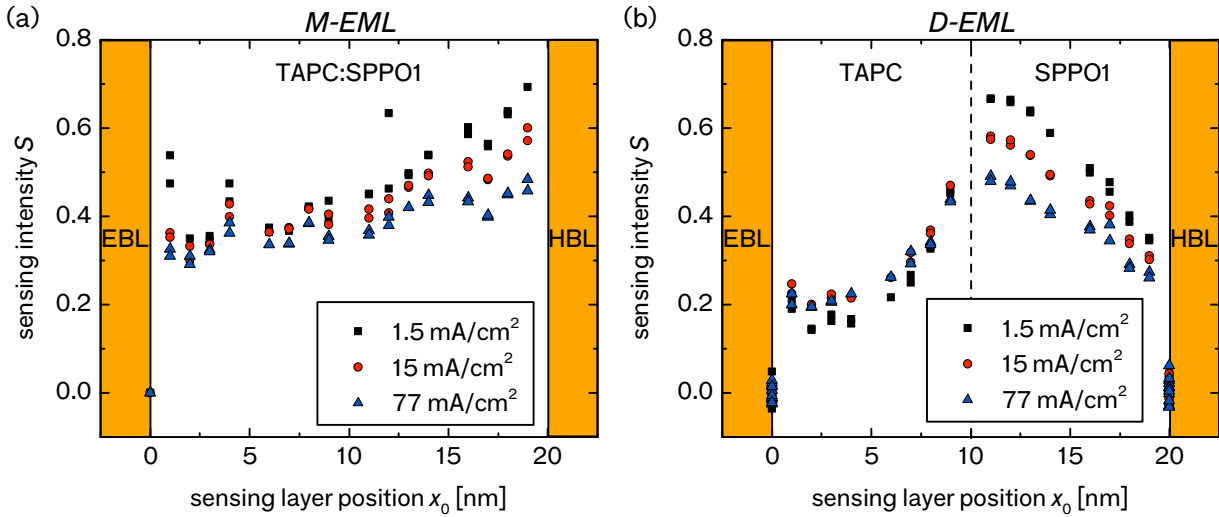 (a)
M-EML
0.8
0.6
0.4
0.2
0.0
sensing intensity S
EBL
TAPC:SPPO1
HBL
1.5 mA/cm²
15 mA/cm²
77 mA/cm²
0 5 10 15 20
sensing layer position x₀ [nm]
(b)
D-EML
0.8
0.6
0.4
0.2
0.0
sensing intensity S
EBL
TAPC
SPPO1
HBL
1.5 mA/cm²
15 mA/cm²
77 mA/cm²
0 5 10 15 20
sensing layer position x₀ [nm]